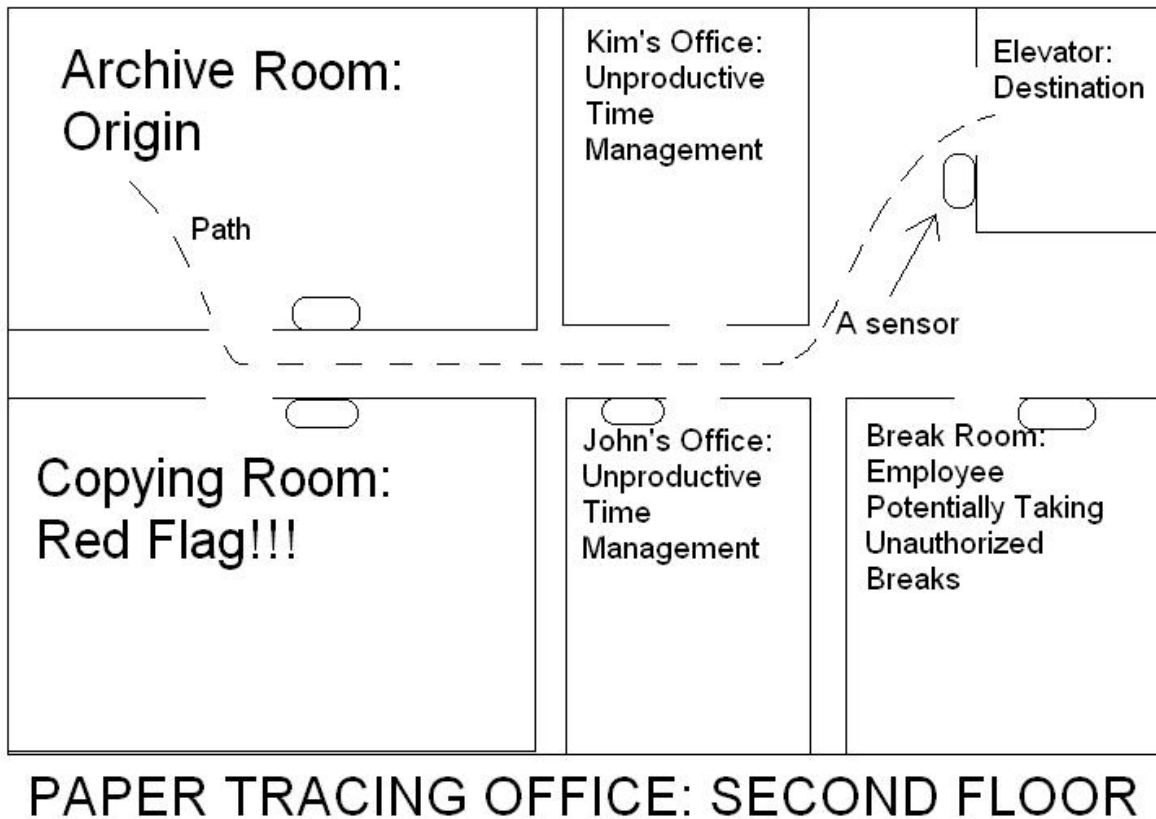 Archive Room:
Origin
Path
Kim's Office:
Unproductive
Time
Management
Elevator:
Destination
A sensor
Copying Room:
Red Flag!!!
John's Office:
Unproductive
Time
Management
Break Room:
Employee
Potentially Taking
Unauthorized
Breaks
PAPER TRACING OFFICE: SECOND FLOOR